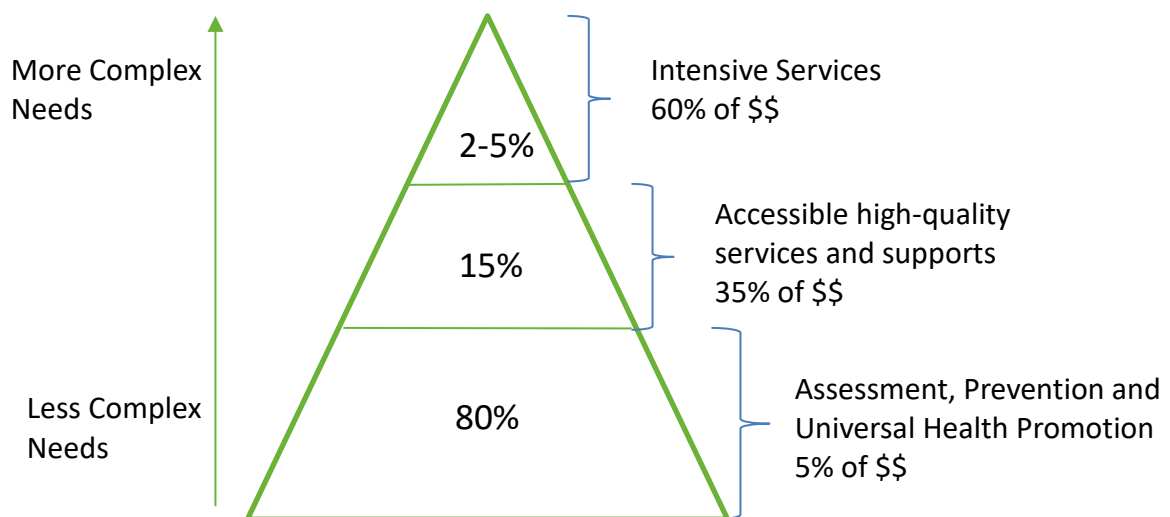 More Complex
Needs
Intensive Services
60% of $$
2-5%
Accessible high-quality
services and supports
35% of $$
15%
Less Complex
Needs
80%
Assessment, Prevention and
Universal Health Promotion
5% of $$